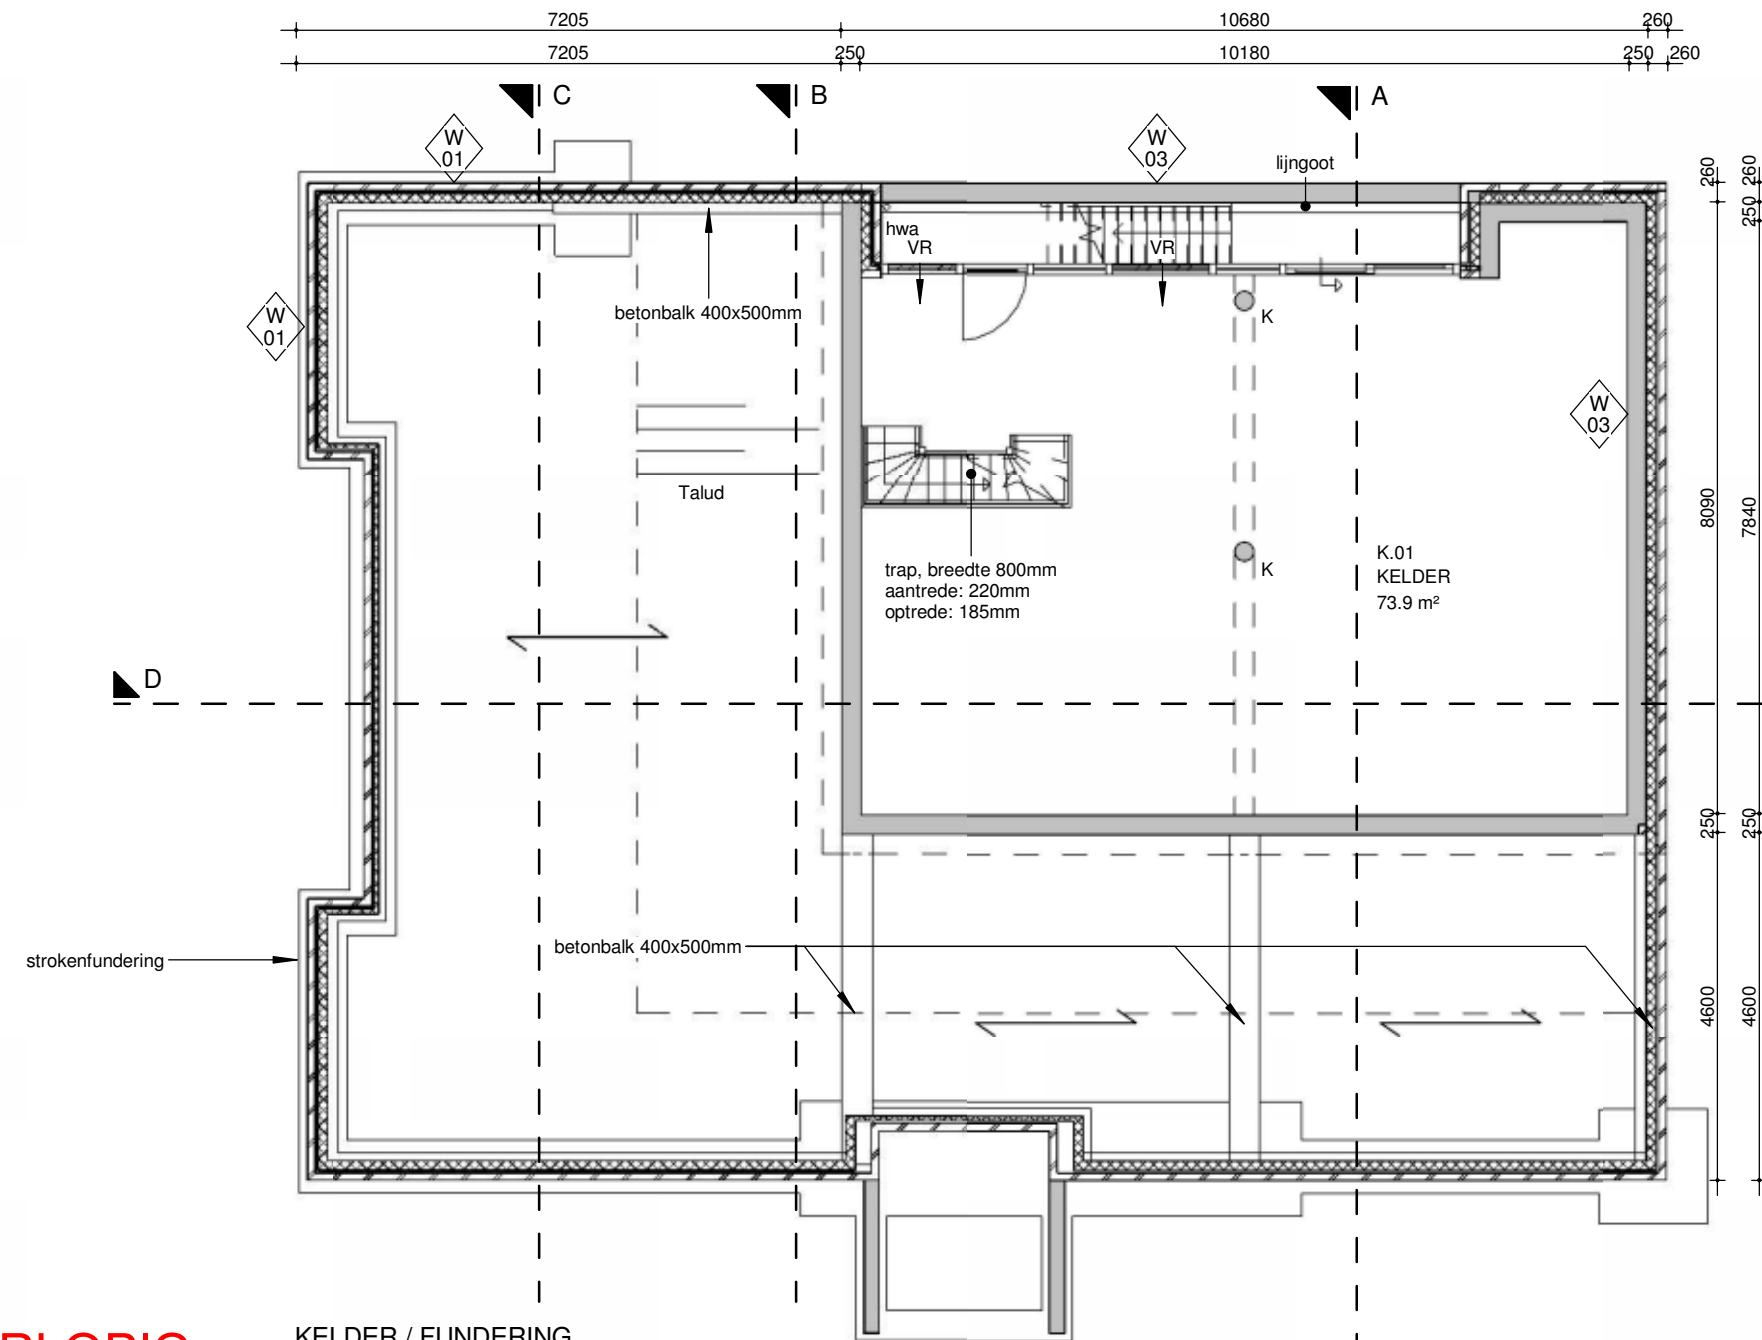 7205
10680
260
7205
250
10180
250
260
C
B
A
W
01
W
03
lijngoot
260
260
250
hwa
VR
VR
W
01
betonbalk 400x500mm
K
W
03
Talud
8090
7840
trap, breedte 800mm
aantrede: 220mm
optrede: 185mm
K
K.01
KELDER
73.9 m²
D
250
250
betonbalk 400x500mm
strokenfundering
4600
4600
KELDER / FUNDERING